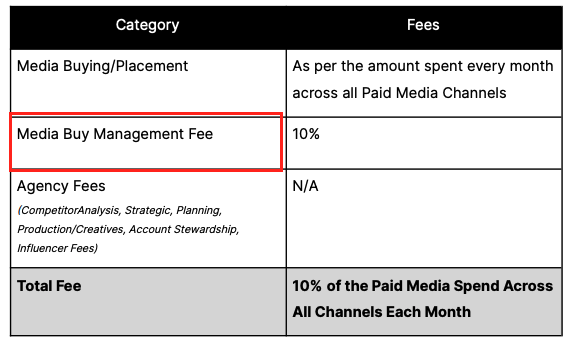 Category Fees
Media Buying/Placement As per the amount spent every month
across all Paid Media Channels
Media Buy Management Fee 10%
Agency Fees N/A
(CompetitorAnalysis, Strategic, Planning,
Production/Creatives, Account Stewardship,
Influencer Fees)
Total Fee 10% of the Paid Media Spend Across
All Channels Each Month